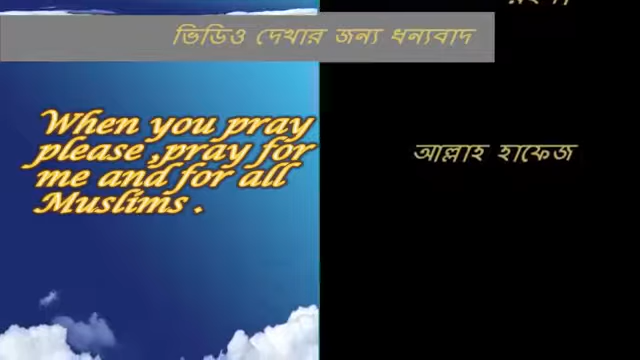 ভিডিও দেখার জন্য ধন্যবাদ
When you pray
please ,pray for
me and for all
Muslims .
আল্লাহ হাফেজ